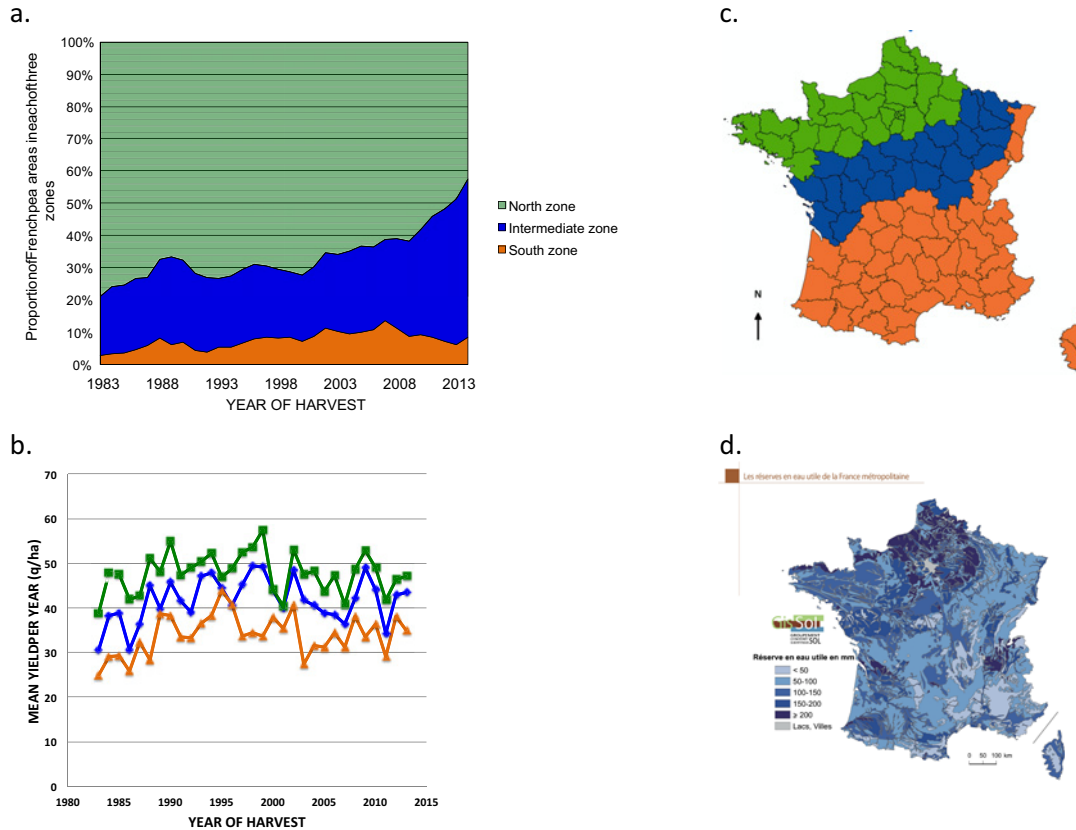 a.
100%
90%
80%
70%
60%
50%
40%
30%
20%
10%
0%
ProportionofFrenchpea areas ineachofthree
zones
1983 1988 1993 1998 2003 2008 2013
YEAR OF HARVEST
North zone
Intermediate zone
South zone
b.
70
60
50
40
30
20
10
0
MEAN YIELDPER YEAR (q/ha)
1980 1985 1990 1995 2000 2005 2010 2015
YEAR OF HARVEST
c.
N
d.
Les réserves en eau utile de la France métropolitaine
GisSol
GROUPEMENT
SOL
Réserve en eau utile en mm
< 50
50-100
100-150
150-200
≥ 200
Lacs, Villes
0 50 100 km